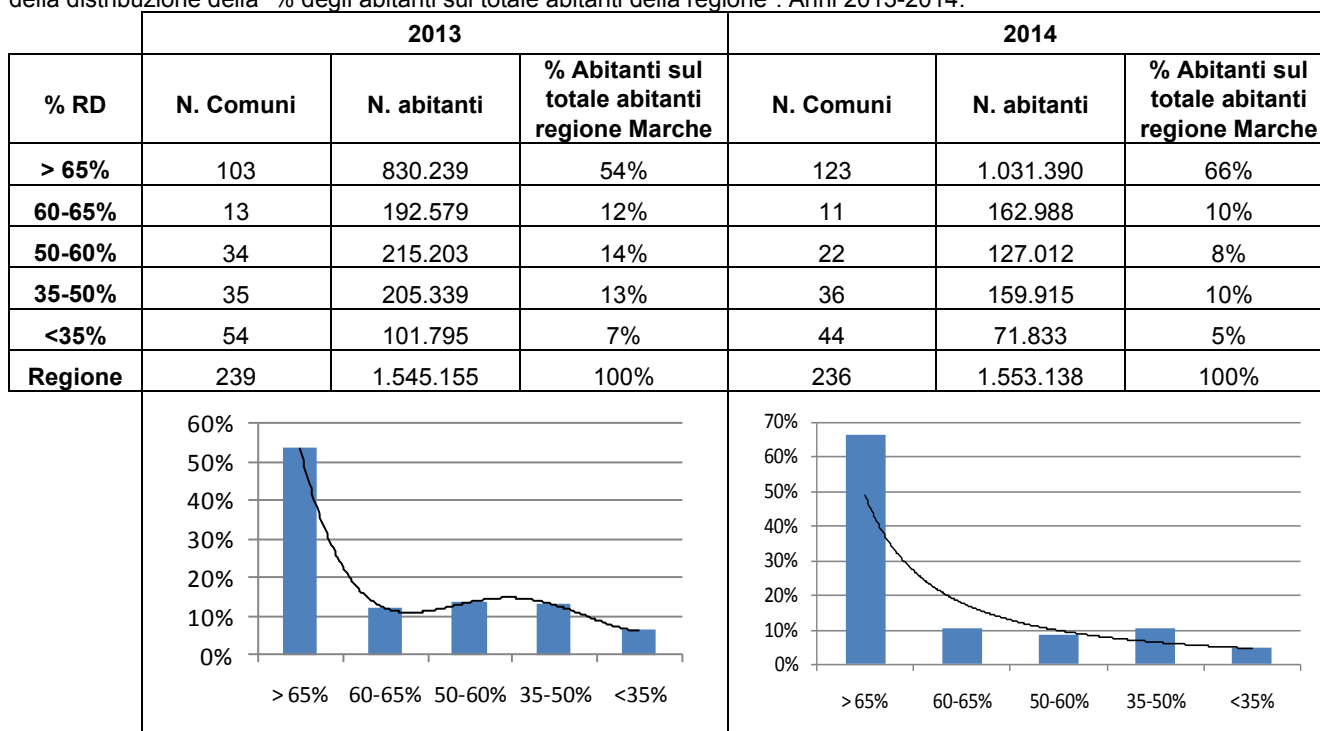 della distribuzione della "% degli abitanti sul totale abitanti della regione". Anni 2013-2014.
2013 2014
% RD N. Comuni N. abitanti % Abitanti sul totale abitanti regione Marche N. Comuni N. abitanti % Abitanti sul totale abitanti regione Marche
> 65% 103 830.239 54% 123 1.031.390 66%
60-65% 13 192.579 12% 11 162.988 10%
50-60% 34 215.203 14% 22 127.012 8%
35-50% 35 205.339 13% 36 159.915 10%
<35% 54 101.795 7% 44 71.833 5%
Regione 239 1.545.155 100% 236 1.553.138 100%
60%
50%
40%
30%
20%
10%
0%
> 65% 60-65% 50-60% 35-50% <35%
70%
60%
50%
40%
30%
20%
10%
0%
> 65% 60-65% 50-60% 35-50% <35%